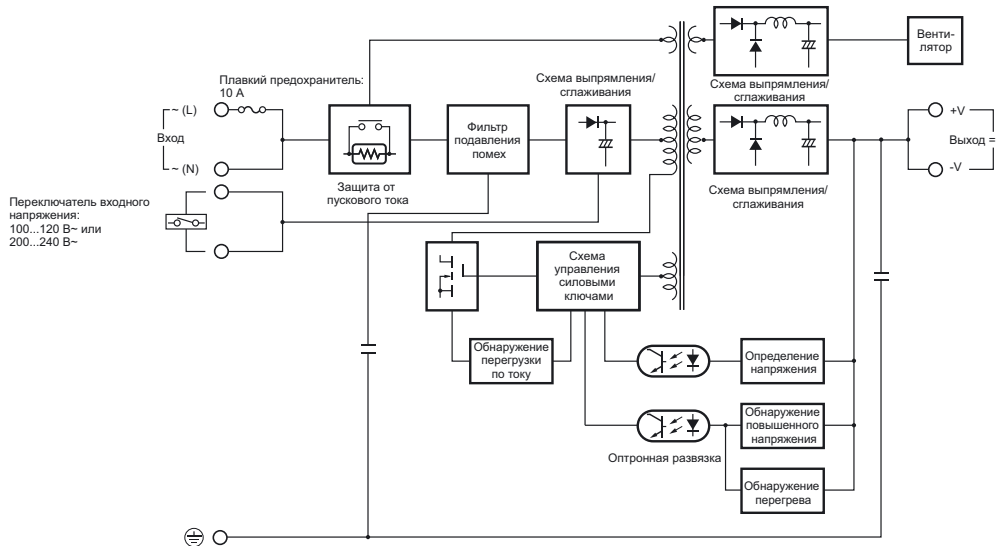 Венти-
лятор
Схема выпрямления/
сглаживания
Плавкий предохранитель:
10 А
Схема выпрямления/
сглаживания
~ (L)
Вход
~ (N)
Фильтр
подавления
помех
+V
Выход =
-V
Защита от
пускового тока
Схема выпрямления/
сглаживания
Переключатель входного
напряжения:
100...120 В~ или
200...240 В~
Схема
управления
силовыми
ключами
Обнаружение
перегрузки
по току
Определение
напряжения
Обнаружение
повышенного
напряжения
Оптронная развязка
Обнаружение
перегрева